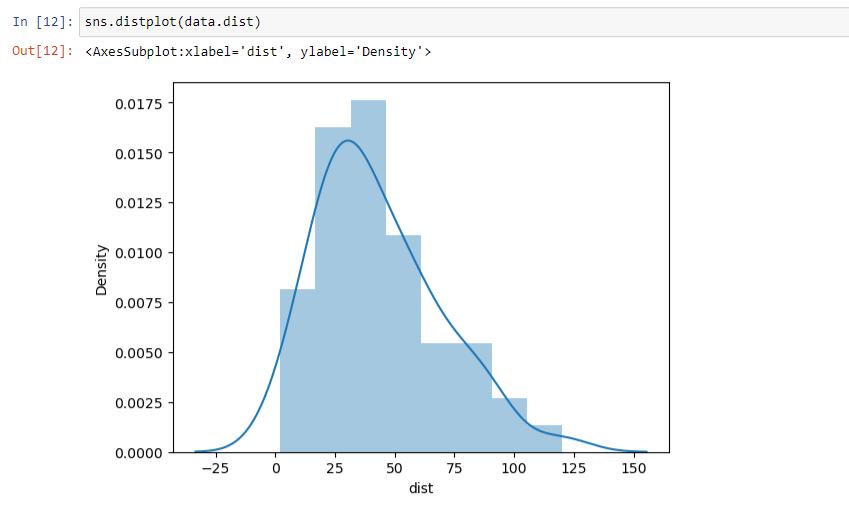 In [12]: sns.distplot(data.dist)
Out[12]: <AxesSubplot:xlabel='dist', ylabel='Density'>
0.0175
0.0150
0.0125
0.0100
0.0075
0.0050
0.0025
0.0000
Density
−25 0 25 50 75 100 125 150
dist